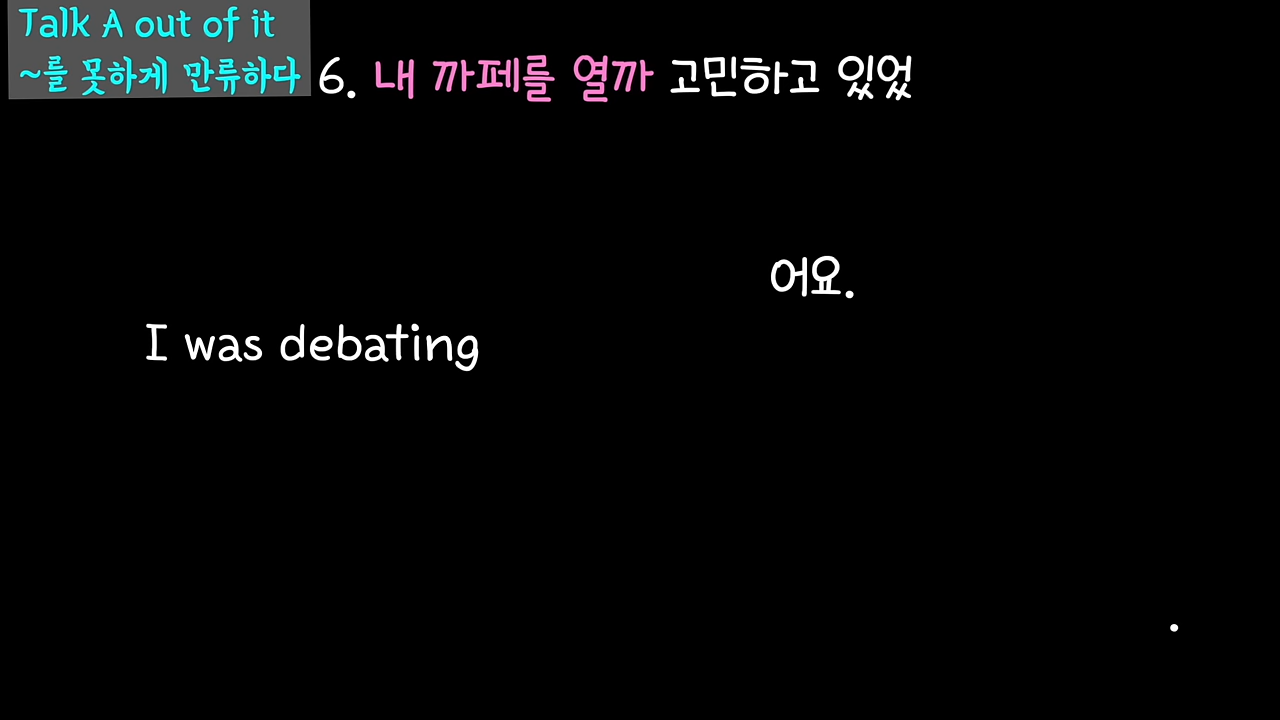 Talk A out of it
~를 못하게 만류하다
6. 내 까페를 열까 고민하고 있었
어요.
I was debating
.